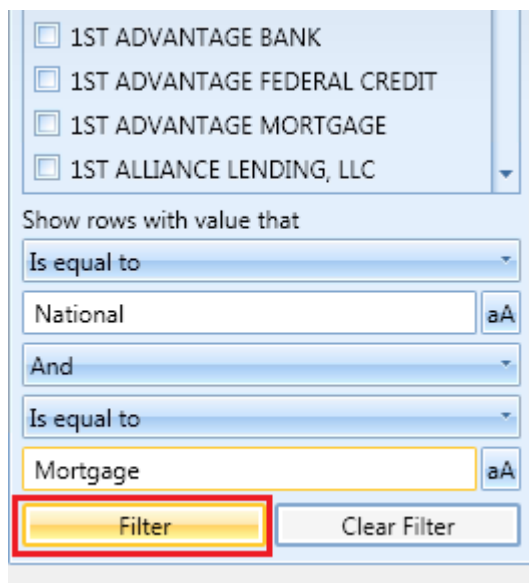 1ST ADVANTAGE BANK
1ST ADVANTAGE FEDERAL CREDIT
1ST ADVANTAGE MORTGAGE
1ST ALLIANCE LENDING, LLC
Show rows with value that
Is equal to
National aA
And
Is equal to
Mortgage aA
Filter Clear Filter